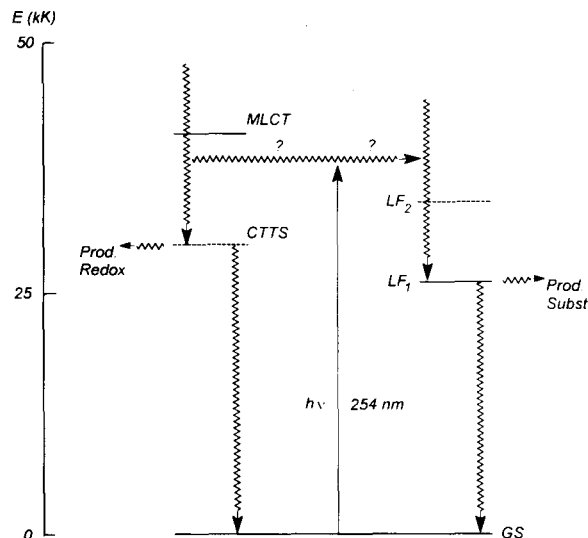 E (kK)
50
MLCT
? ?
LF2
CTTS
Prod.
Redox
25
LF1
Prod
Subst
hν 254 nm
0
GS